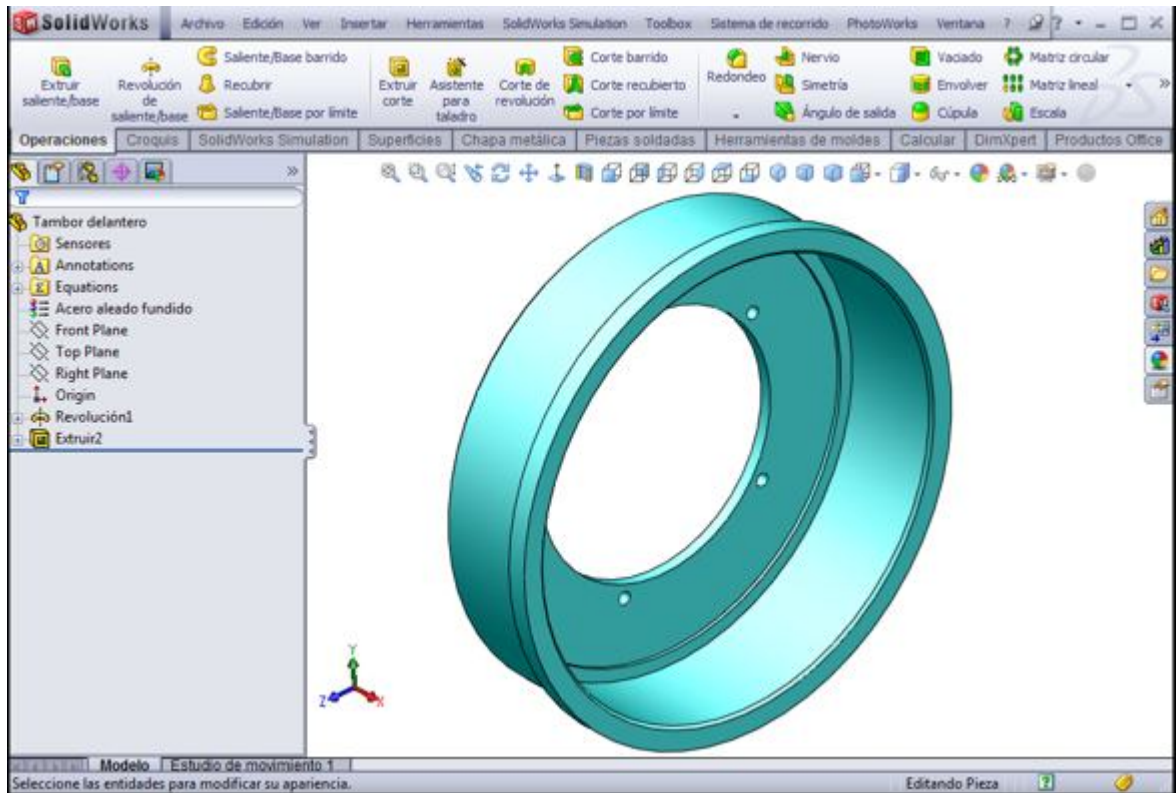 SolidWorks Archivo Edición Ver Insertar Herramientas SolidWorks Simulation Toolbox Sistema de recorrido PhotoWorks Ventana ?
Extruir saliente/base
Revolución de saliente/base
Saliente/Base barrido
Recubrir
Saliente/Base por límite
Extruir corte
Asistente para taladro
Corte de revolución
Corte barrido
Corte recubierto
Corte por límite
Redondeo
Nervio
Simetría
Ángulo de salida
Vaciado
Envolver
Cúpula
Matriz circular
Matriz lineal
Escala
Operaciones Croquis SolidWorks Simulation Superficies Chapa metálica Piezas soldadas Herramientas de moldes Calcular DimXpert Productos Office
Tambor delantero
Sensores
Annotations
Equations
Acero aleado fundido
Front Plane
Top Plane
Right Plane
Origin
Revolución1
Extruir2
Y
Z X
Modelo Estudio de movimiento 1
Seleccione las entidades para modificar su apariencia. Editando Pieza